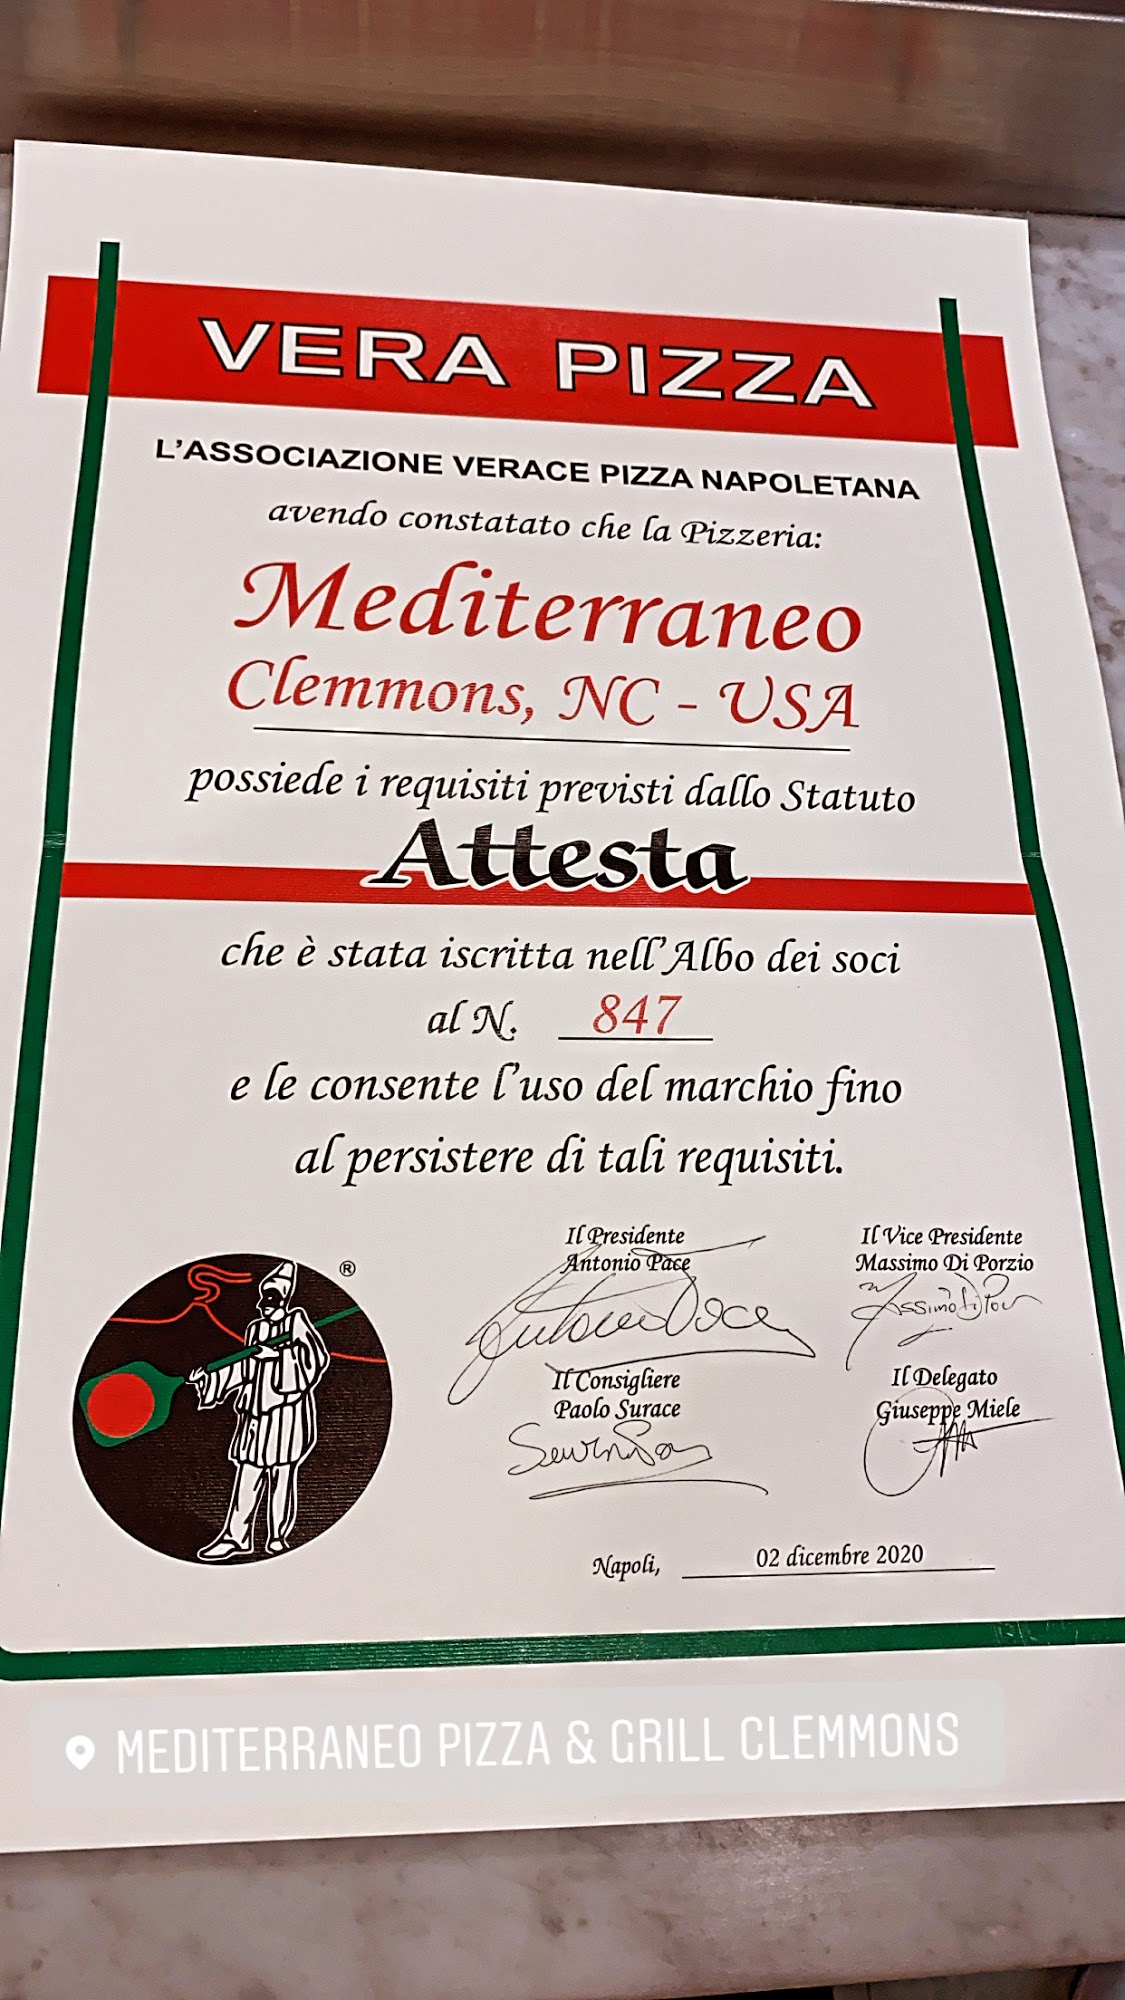 VERA PIZZA
L'ASSOCIAZIONE VERACE PIZZA NAPOLETANA
avendo constatato che la Pizzeria:
Mediterraneo
Clemmons, NC - USA
possiede i requisiti previsti dallo Statuto
Attesta
che è stata iscritta nell'Albo dei soci
al N. 847
e le consente l'uso del marchio fino
al persistere di tali requisiti.
®
Il Presidente
Antonio Pace
Il Vice Presidente
Massimo Di Porzio
Il Consigliere
Paolo Surace
Il Delegato
Giuseppe Miele
Napoli, 02 dicembre 2020
MEDITERRANEO PIZZA & GRILL CLEMMONS